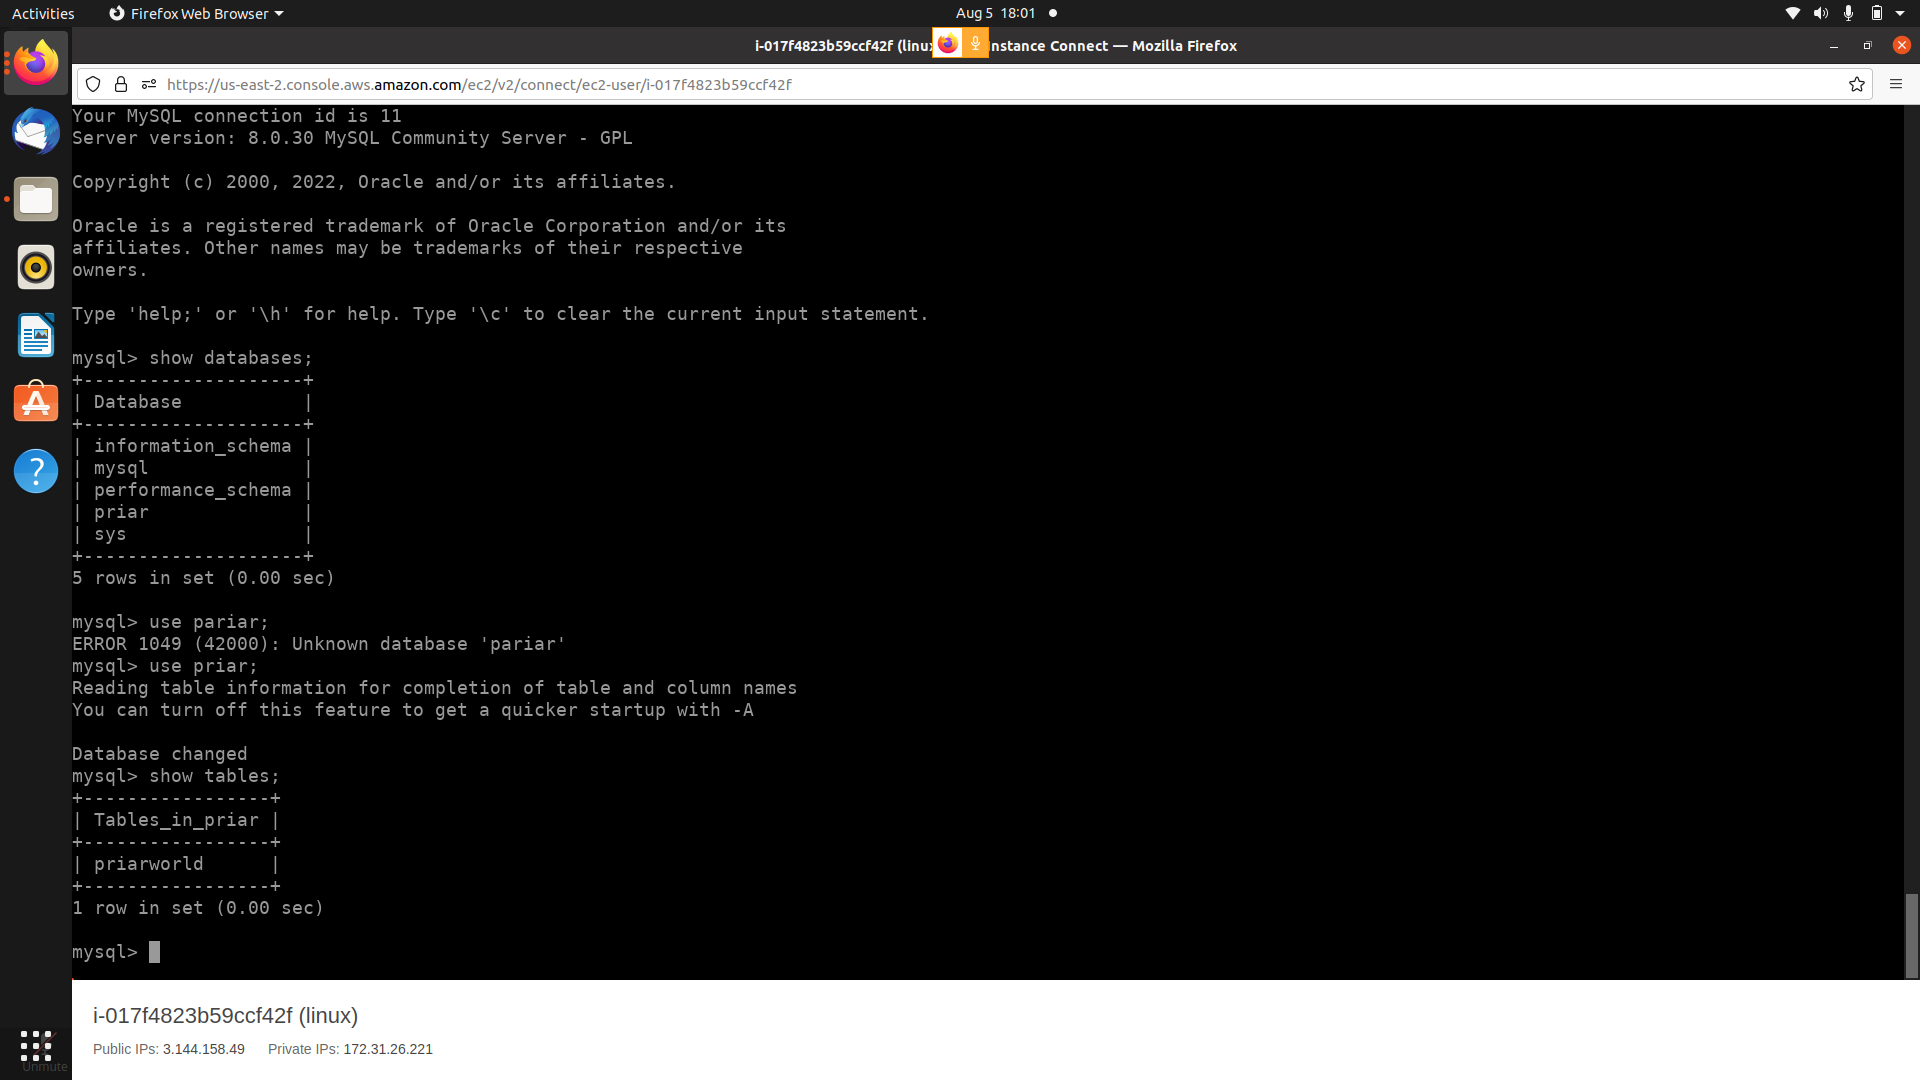 Activities
Firefox Web Browser
Aug 5 18:01
i-017f4823b59ccf42f (linux
nstance Connect — Mozilla Firefox
https://us-east-2.console.aws.amazon.com/ec2/v2/connect/ec2-user/i-017f4823b59ccf42f
Your MySQL connection id is 11
Server version: 8.0.30 MySQL Community Server - GPL
Copyright (c) 2000, 2022, Oracle and/or its affiliates.
Oracle is a registered trademark of Oracle Corporation and/or its
affiliates. Other names may be trademarks of their respective
owners.
Type 'help;' or '\h' for help. Type '\c' to clear the current input statement.
mysql> show databases;
+--------------------+
| Database           |
+--------------------+
| information_schema |
| mysql              |
| performance_schema |
| priar              |
| sys                |
+--------------------+
5 rows in set (0.00 sec)
mysql> use pariar;
ERROR 1049 (42000): Unknown database 'pariar'
mysql> use priar;
Reading table information for completion of table and column names
You can turn off this feature to get a quicker startup with -A
Database changed
mysql> show tables;
+-----------------+
| Tables_in_priar |
+-----------------+
| priarworld      |
+-----------------+
1 row in set (0.00 sec)
mysql>
i-017f4823b59ccf42f (linux)
Public IPs: 3.144.158.49 Private IPs: 172.31.26.221
Unmute